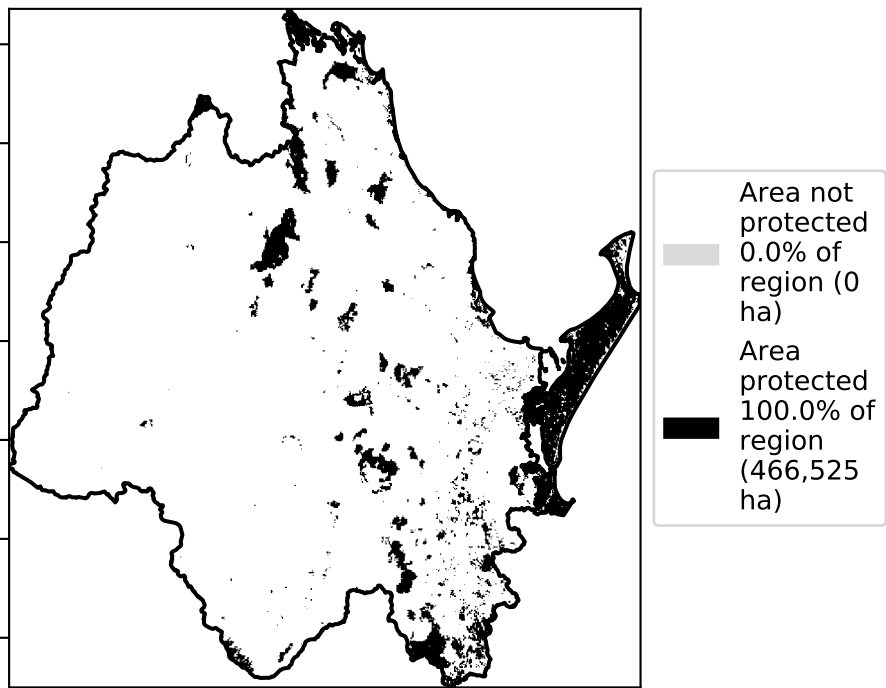 Area not
protected
0.0% of
region (0
ha)
Area
protected
100.0% of
region
(466,525
ha)